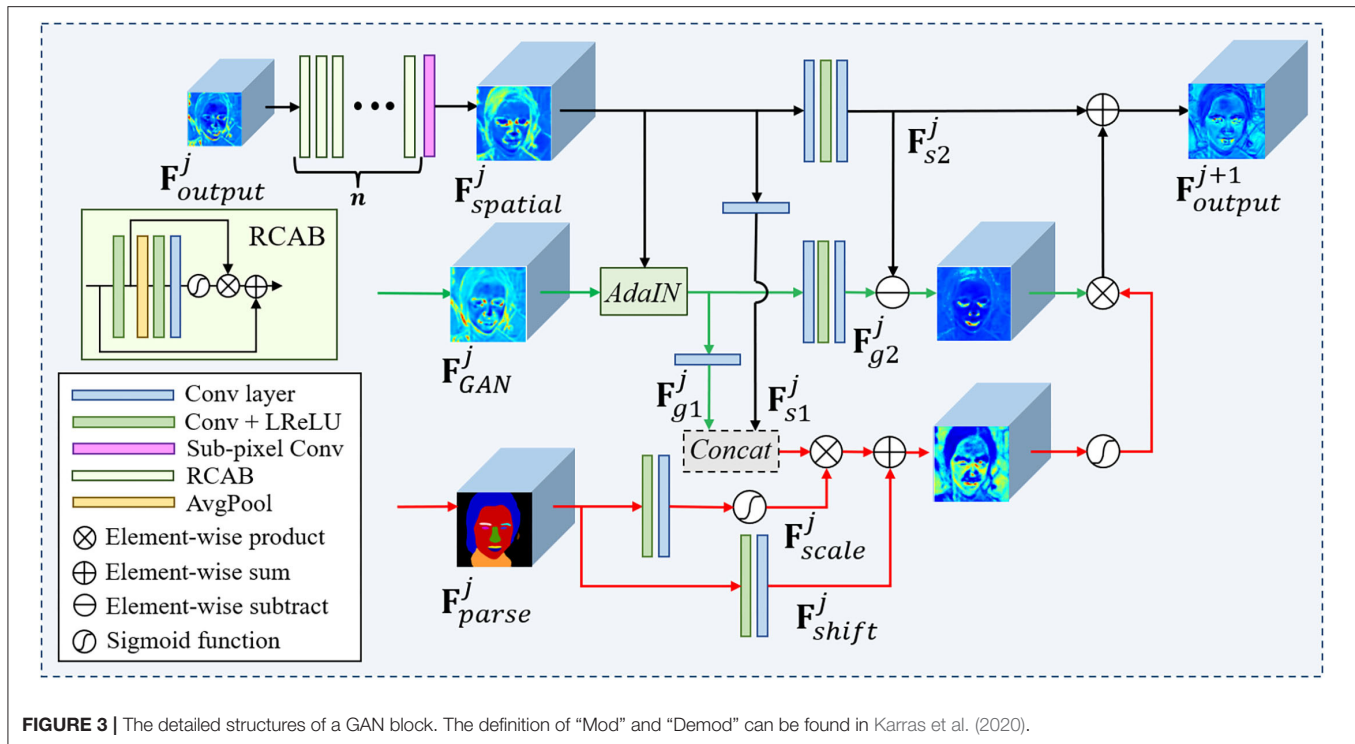 F^j_output
n
F^j_spatial
F^j_s2
F^{j+1}_output
RCAB
F^j_GAN
AdaIN
F^j_g1
F^j_s1
F^j_g2
Concat
F^j_parse
F^j_scale
F^j_shift
Conv layer
Conv + LReLU
Sub-pixel Conv
RCAB
AvgPool
Element-wise product
Element-wise sum
Element-wise subtract
Sigmoid function
FIGURE 3 | The detailed structures of a GAN block. The definition of “Mod” and “Demod” can be found in Karras et al. (2020).